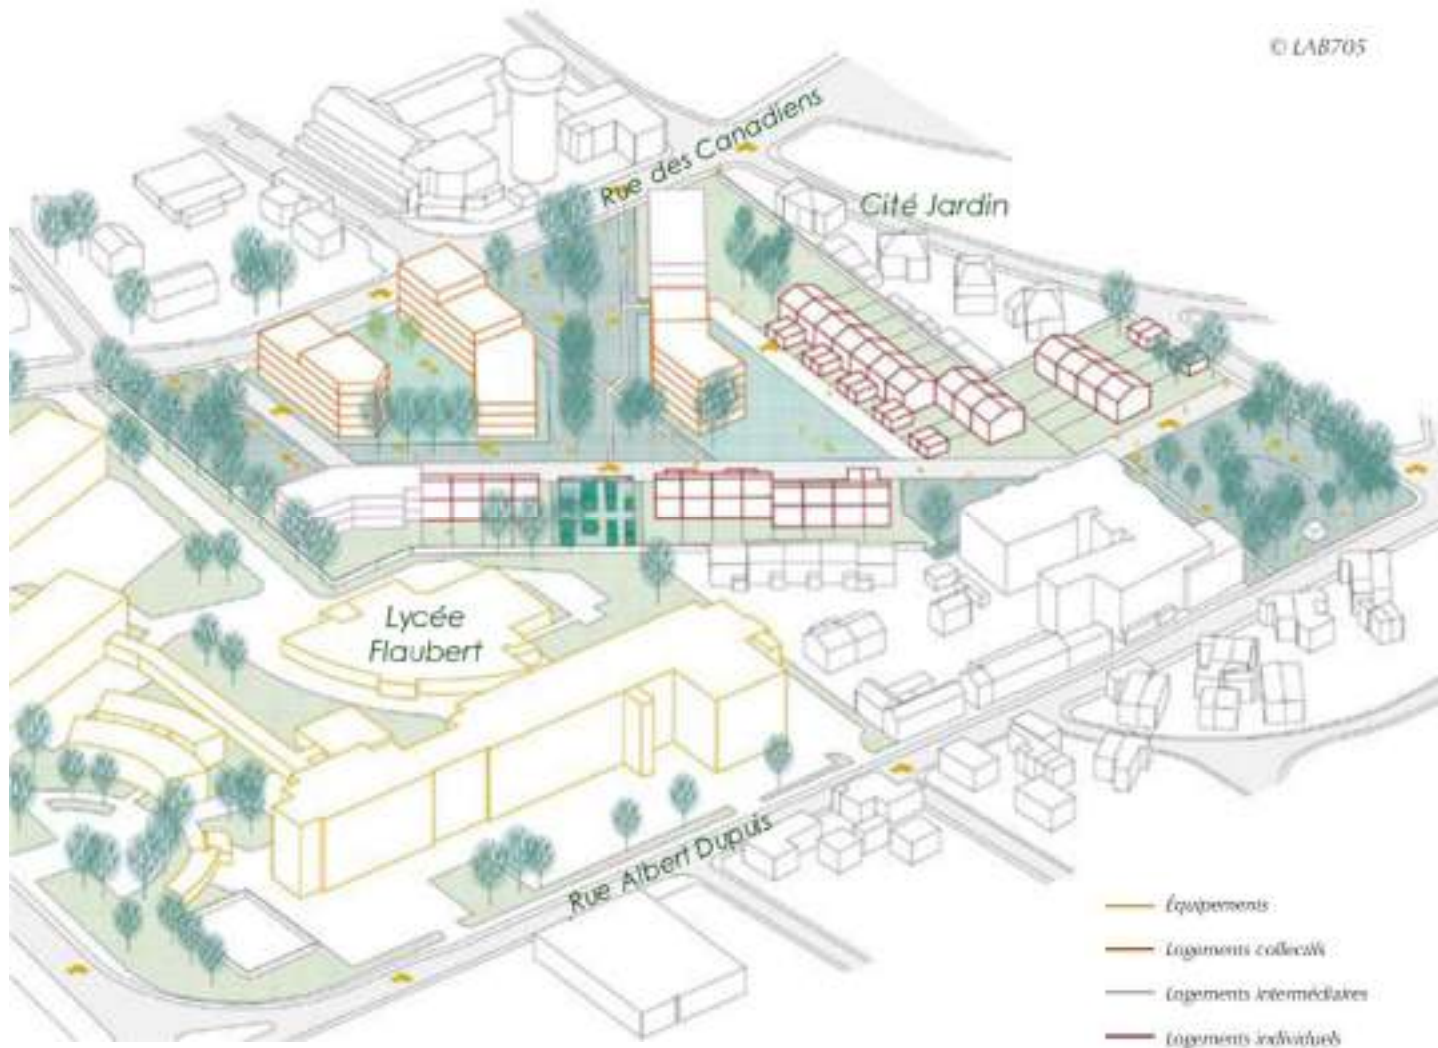 © LAB705
Rue des Canadiens
Cité Jardin
Lycée
Flaubert
Rue Albert Dupuis
Équipements
Logements collectifs
Logements intermédiaires
Logements individuels